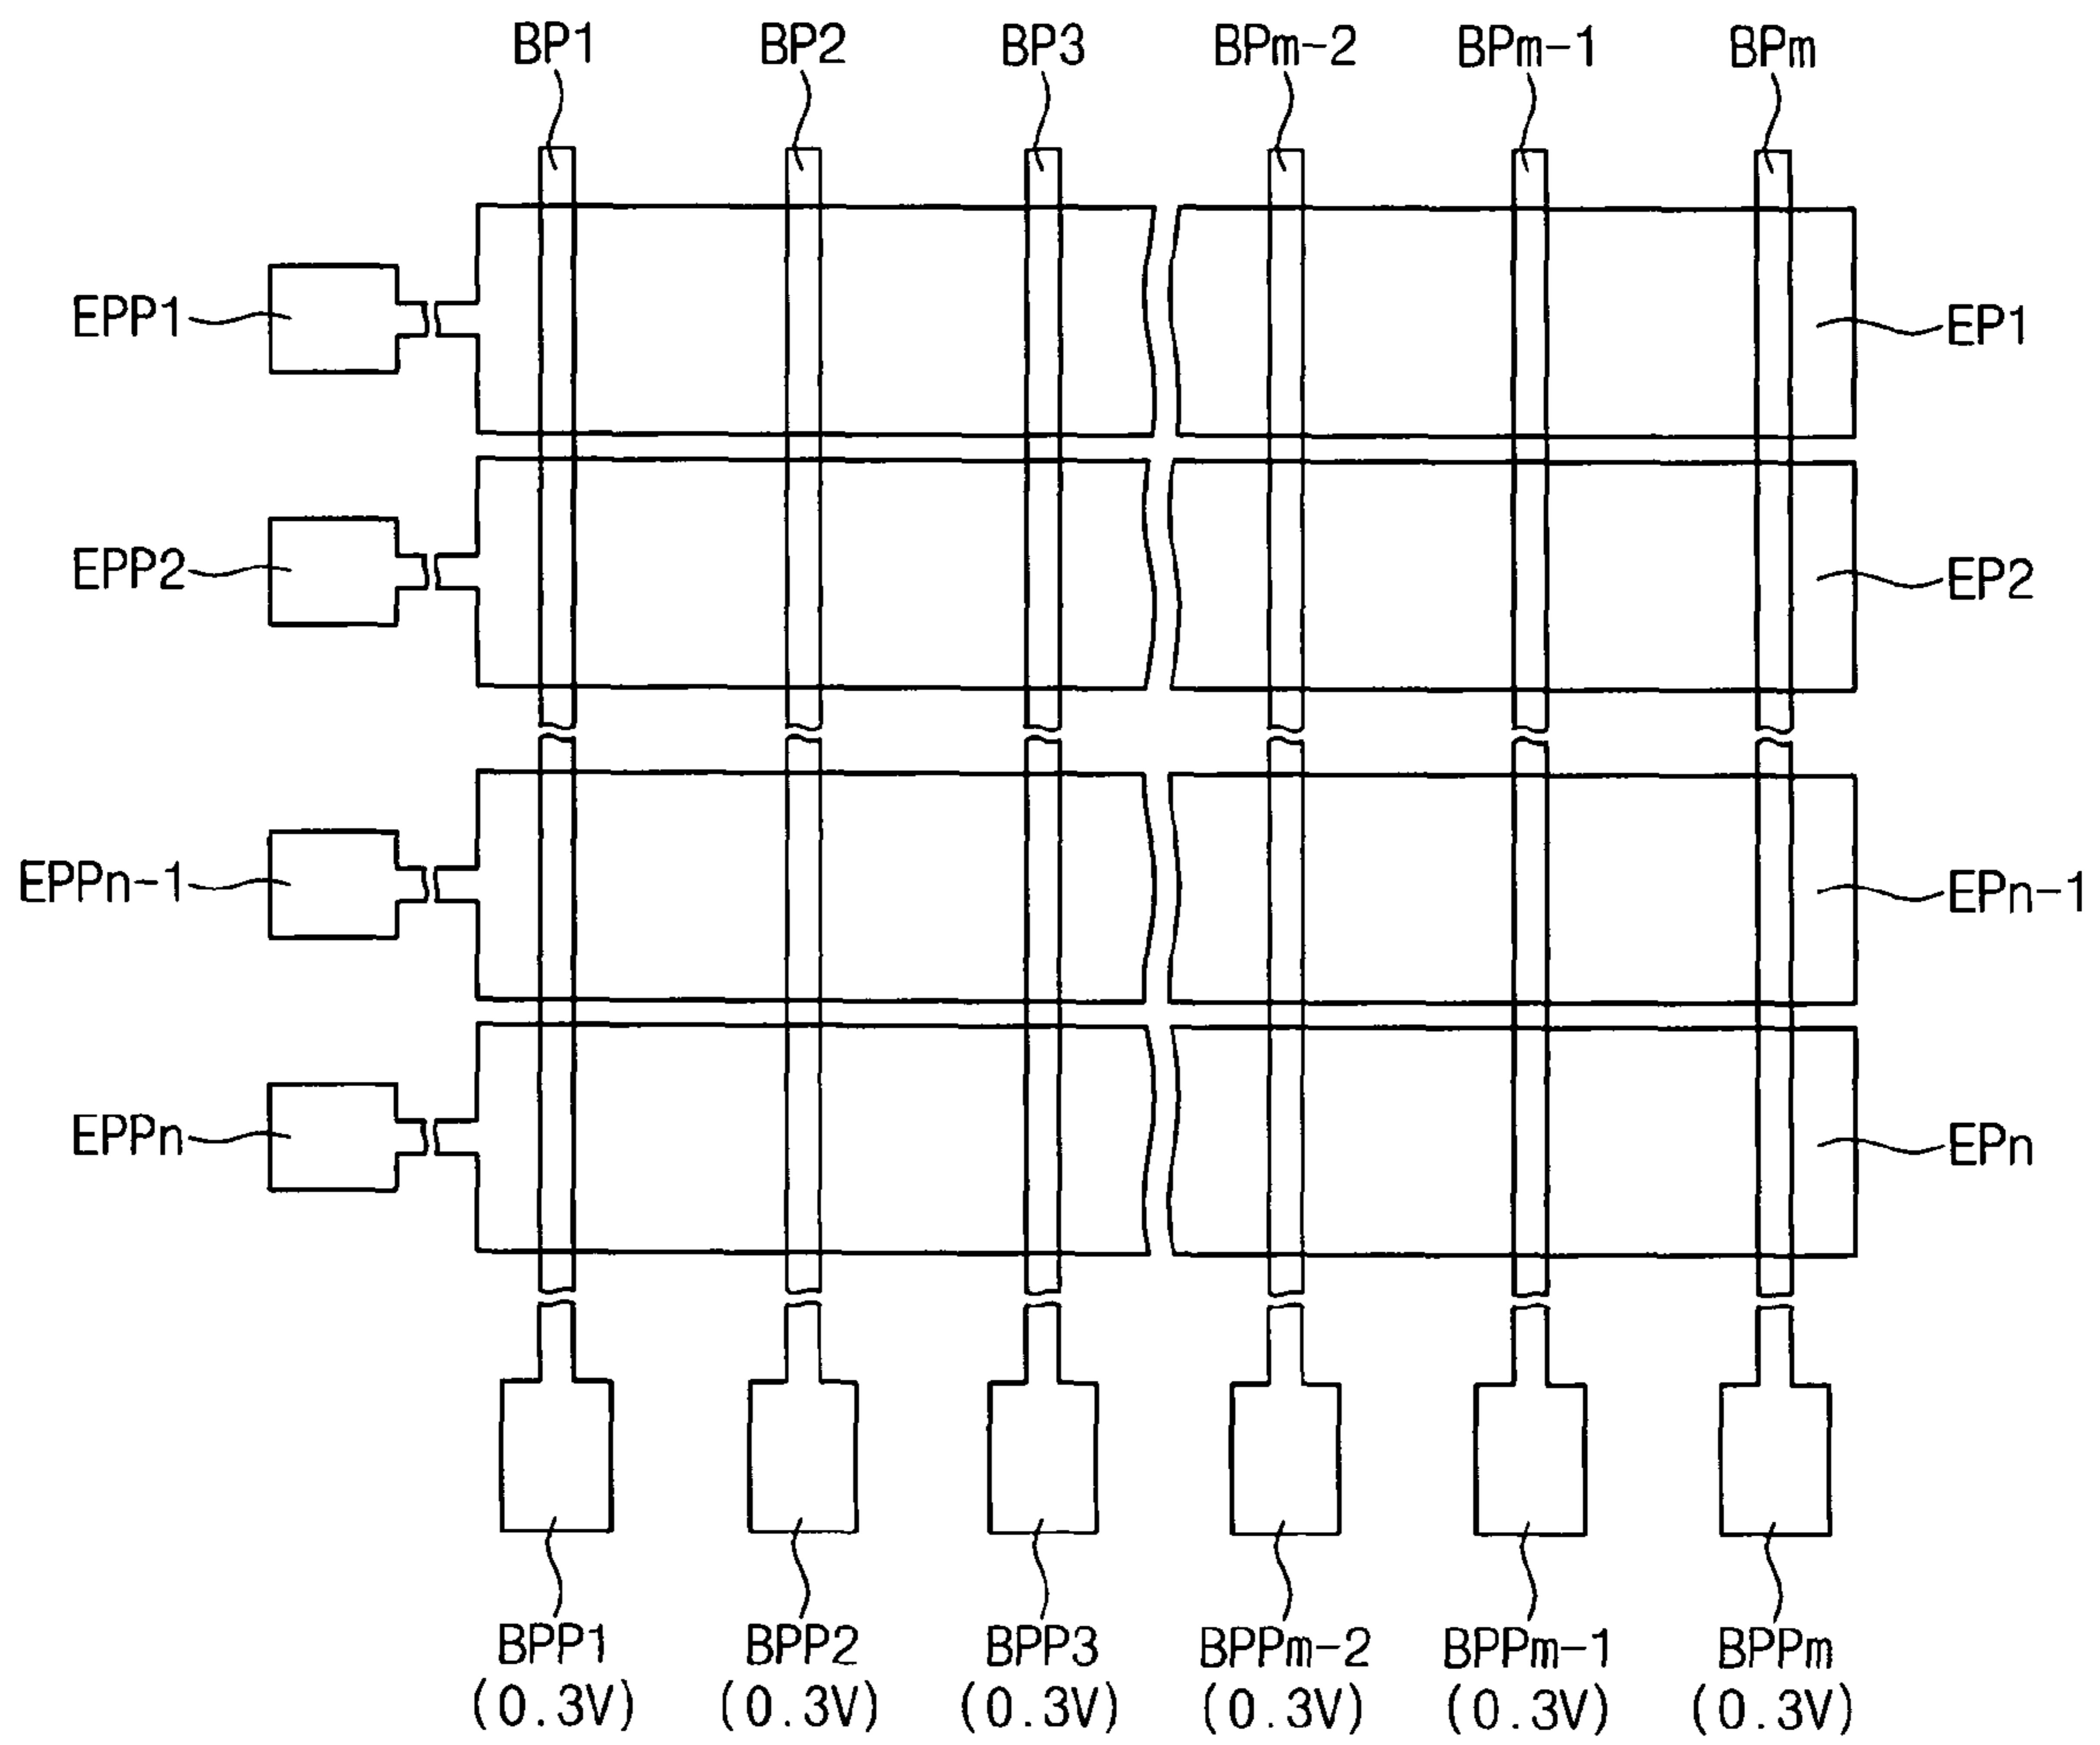 BP1 BP2 BP3 BPm-2 BPm-1 BPm
EPP1 EP1
EPP2 EP2
EPPn-1 EPn-1
EPPn EPn
BPP1 BPP2 BPP3 BPPm-2 BPPm-1 BPPm
(0.3V) (0.3V) (0.3V) (0.3V) (0.3V) (0.3V)